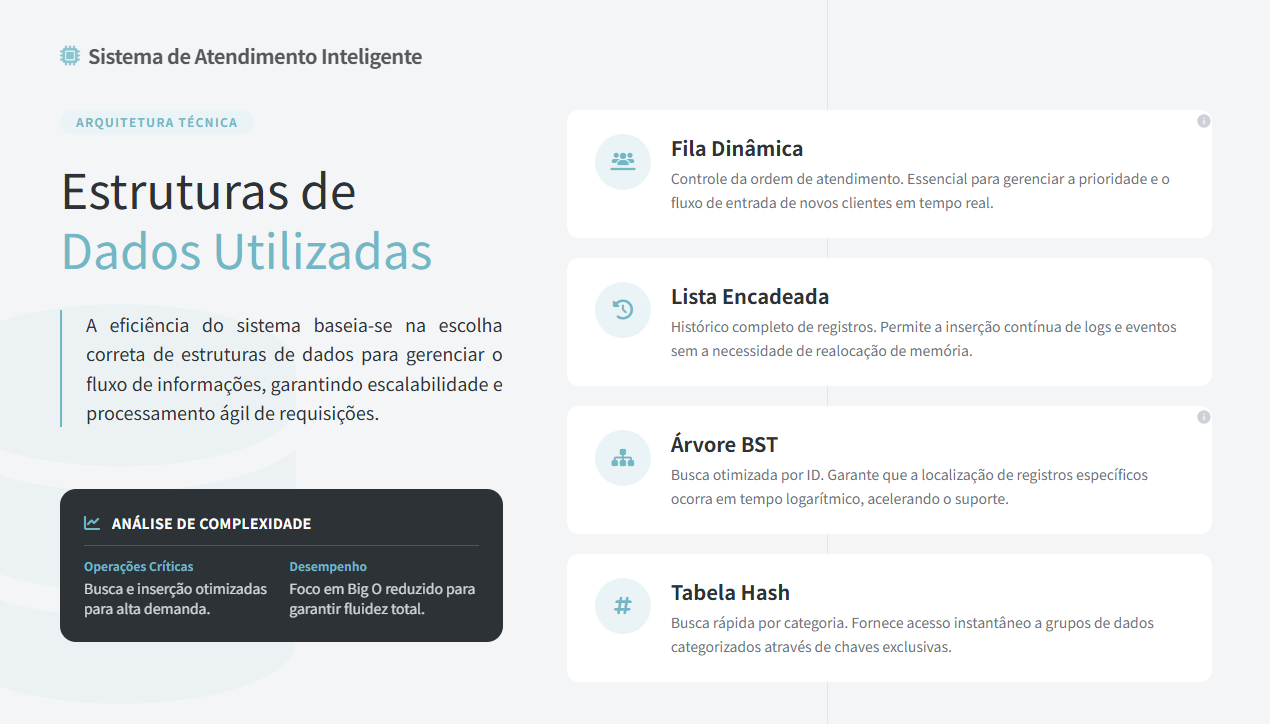 Sistema de Atendimento Inteligente
ARQUITETURA TÉCNICA
Estruturas de
Dados Utilizadas
A eficiência do sistema baseia-se na escolha
correta de estruturas de dados para gerenciar o
fluxo de informações, garantindo escalabilidade e
processamento ágil de requisições.
ANÁLISE DE COMPLEXIDADE
Operações Críticas
Busca e inserção otimizadas
para alta demanda.
Desempenho
Foco em Big O reduzido para
garantir fluidez total.
Fila Dinâmica
Controle da ordem de atendimento. Essencial para gerenciar a prioridade e o
fluxo de entrada de novos clientes em tempo real.
Lista Encadeada
Histórico completo de registros. Permite a inserção contínua de logs e eventos
sem a necessidade de realocação de memória.
Árvore BST
Busca otimizada por ID. Garante que a localização de registros específicos
ocorra em tempo logarítmico, acelerando o suporte.
Tabela Hash
Busca rápida por categoria. Fornece acesso instantâneo a grupos de dados
categorizados através de chaves exclusivas.